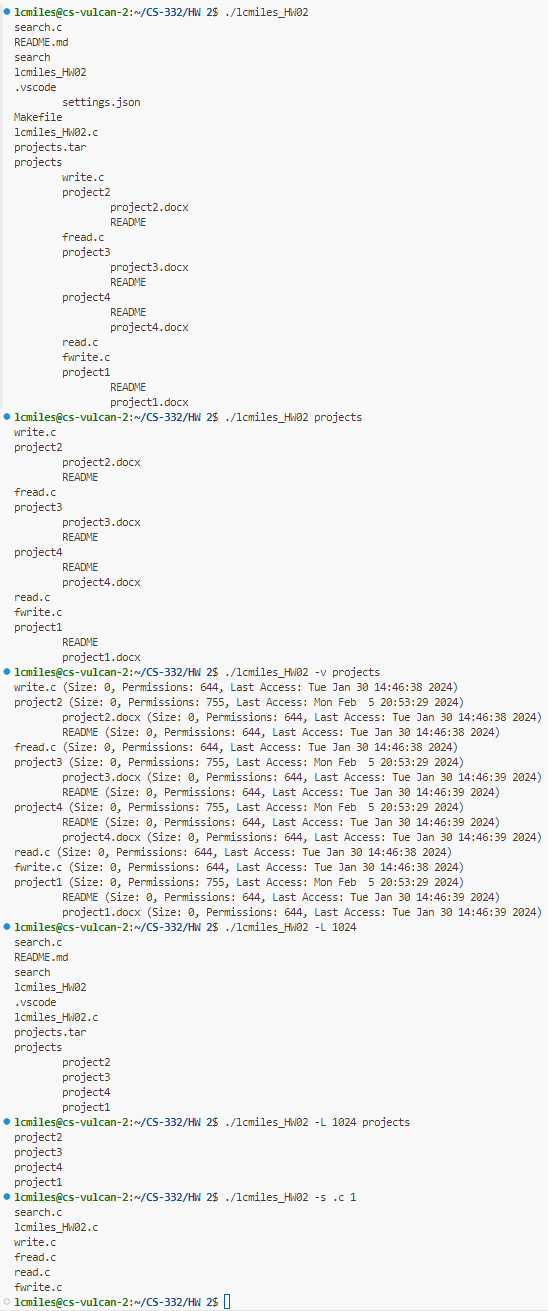 lcmiles@cs-vulcan-2:~/CS-332/HW 2$ ./lcmiles_HW02
search.c
README.md
search
lcmiles_HW02
.vscode
settings.json
Makefile
lcmiles_HW02.c
projects.tar
projects
write.c
project2
project2.docx
README
fread.c
project3
project3.docx
README
project4
README
project4.docx
read.c
fwrite.c
project1
README
project1.docx
lcmiles@cs-vulcan-2:~/CS-332/HW 2$ ./lcmiles_HW02 projects
write.c
project2
project2.docx
README
fread.c
project3
project3.docx
README
project4
README
project4.docx
read.c
fwrite.c
project1
README
project1.docx
lcmiles@cs-vulcan-2:~/CS-332/HW 2$ ./lcmiles_HW02 -v projects
write.c (Size: 0, Permissions: 644, Last Access: Tue Jan 30 14:46:38 2024)
project2 (Size: 0, Permissions: 755, Last Access: Mon Feb  5 20:53:29 2024)
project2.docx (Size: 0, Permissions: 644, Last Access: Tue Jan 30 14:46:38 2024)
README (Size: 0, Permissions: 644, Last Access: Tue Jan 30 14:46:38 2024)
fread.c (Size: 0, Permissions: 644, Last Access: Tue Jan 30 14:46:38 2024)
project3 (Size: 0, Permissions: 755, Last Access: Mon Feb  5 20:53:29 2024)
project3.docx (Size: 0, Permissions: 644, Last Access: Tue Jan 30 14:46:39 2024)
README (Size: 0, Permissions: 644, Last Access: Tue Jan 30 14:46:39 2024)
project4 (Size: 0, Permissions: 755, Last Access: Mon Feb  5 20:53:29 2024)
README (Size: 0, Permissions: 644, Last Access: Tue Jan 30 14:46:39 2024)
project4.docx (Size: 0, Permissions: 644, Last Access: Tue Jan 30 14:46:39 2024)
read.c (Size: 0, Permissions: 644, Last Access: Tue Jan 30 14:46:38 2024)
fwrite.c (Size: 0, Permissions: 644, Last Access: Tue Jan 30 14:46:38 2024)
project1 (Size: 0, Permissions: 755, Last Access: Mon Feb  5 20:53:29 2024)
README (Size: 0, Permissions: 644, Last Access: Tue Jan 30 14:46:39 2024)
project1.docx (Size: 0, Permissions: 644, Last Access: Tue Jan 30 14:46:39 2024)
lcmiles@cs-vulcan-2:~/CS-332/HW 2$ ./lcmiles_HW02 -L 1024
search.c
README.md
search
lcmiles_HW02
.vscode
lcmiles_HW02.c
projects.tar
projects
project2
project3
project4
project1
lcmiles@cs-vulcan-2:~/CS-332/HW 2$ ./lcmiles_HW02 -L 1024 projects
project2
project3
project4
project1
lcmiles@cs-vulcan-2:~/CS-332/HW 2$ ./lcmiles_HW02 -s .c 1
search.c
lcmiles_HW02.c
write.c
fread.c
read.c
fwrite.c
lcmiles@cs-vulcan-2:~/CS-332/HW 2$